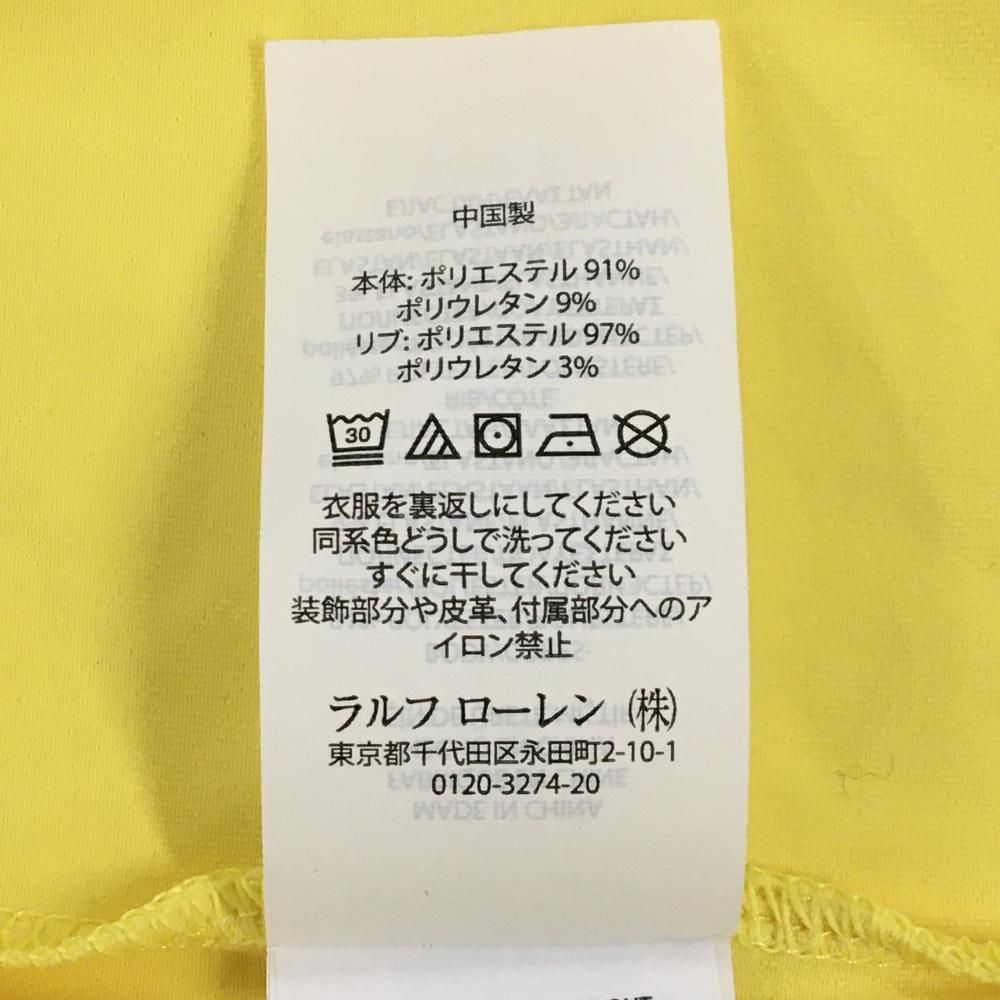 中国製
本体: ポリエステル 91%
ポリウレタン 9%
リブ: ポリエステル 97%
ポリウレタン 3%
30
衣服を裏返しにしてください
同系色どうしで洗ってください
すぐに干してください
装飾部分や皮革、付属部分へのア
イロン禁止
ラルフ ローレン (株)
東京都千代田区永田町2-10-1
0120-3274-20
MADE IN CHINA